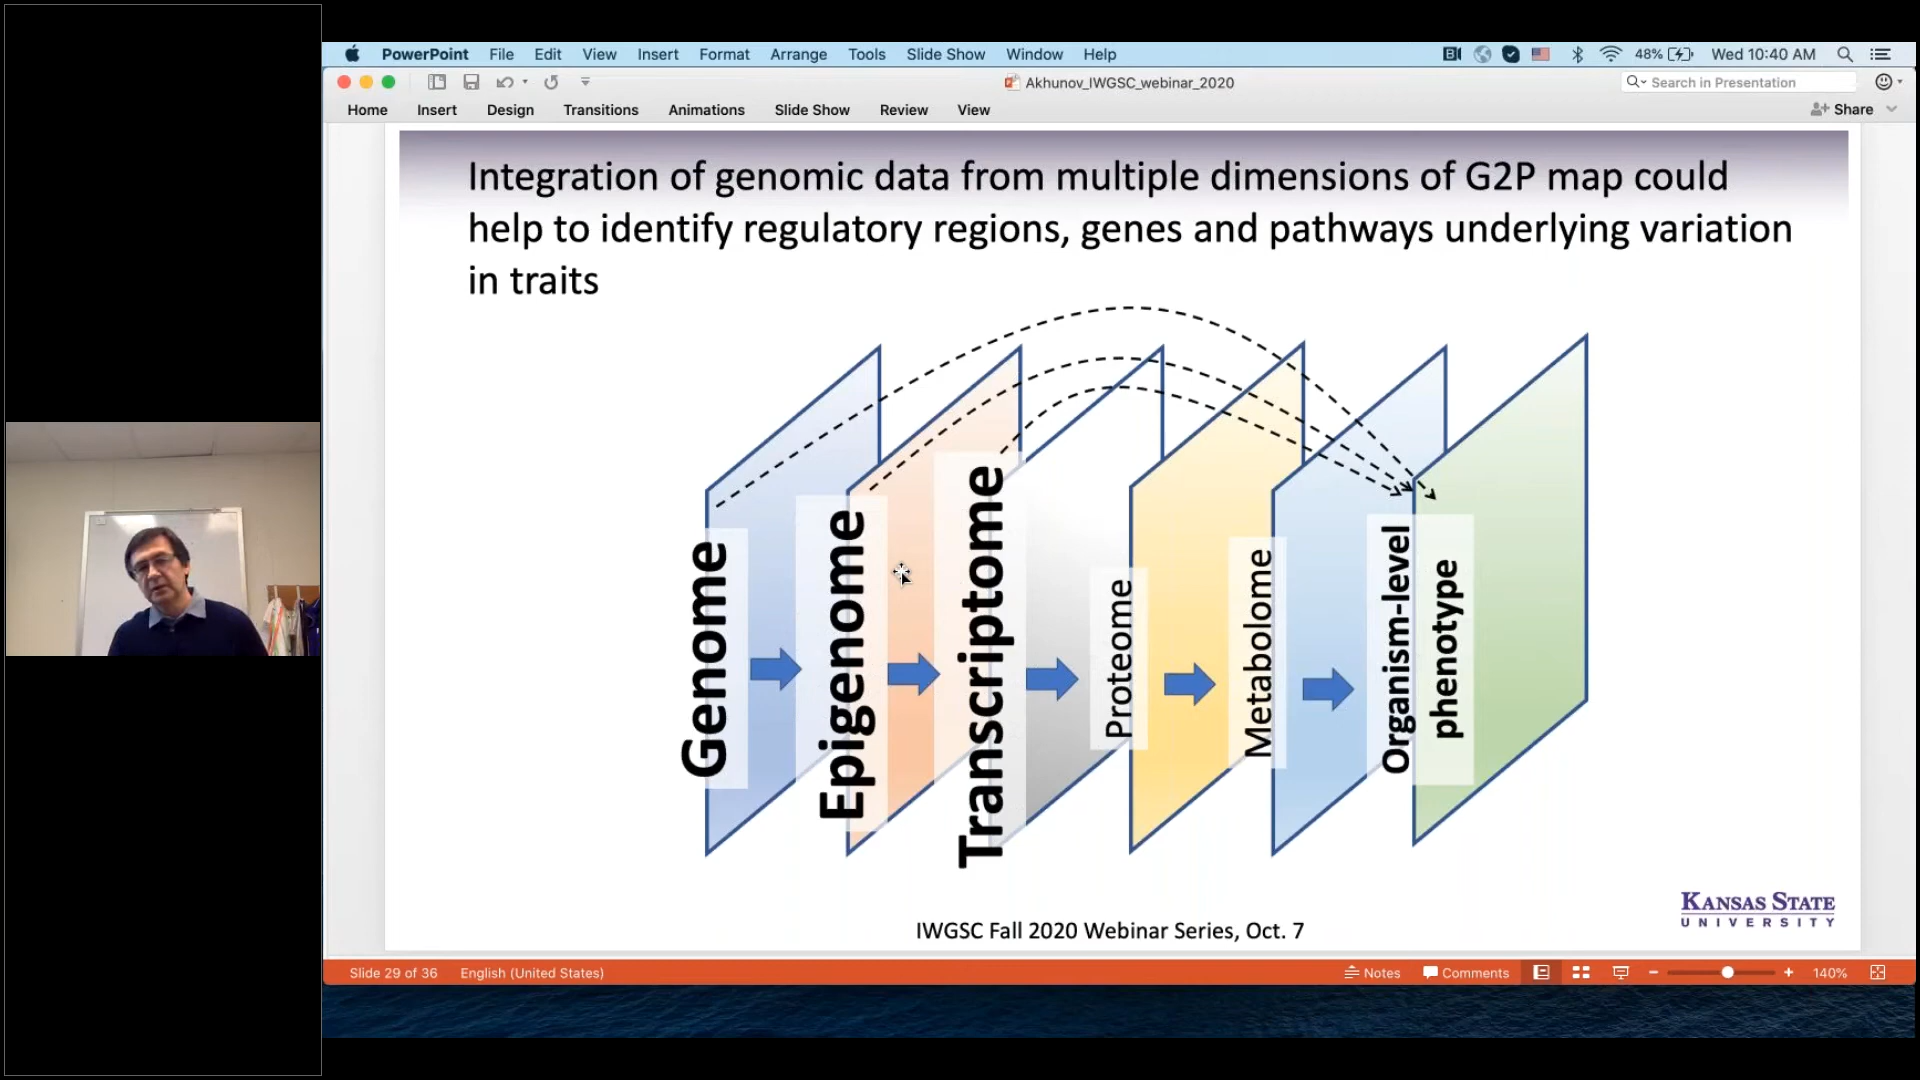 PowerPoint File Edit View Insert Format Arrange Tools Slide Show Window Help 48% Wed 10:40 AM
Akhunov_IWGSC_webinar_2020 Search in Presentation
Home Insert Design Transitions Animations Slide Show Review View Share
Integration of genomic data from multiple dimensions of G2P map could
help to identify regulatory regions, genes and pathways underlying variation
in traits
Genome
Epigenome
Transcriptome
Proteome
Metabolome
Organism-level
phenotype
KANSAS STATE
UNIVERSITY
IWGSC Fall 2020 Webinar Series, Oct. 7
Slide 29 of 36 English (United States) Notes Comments 140%